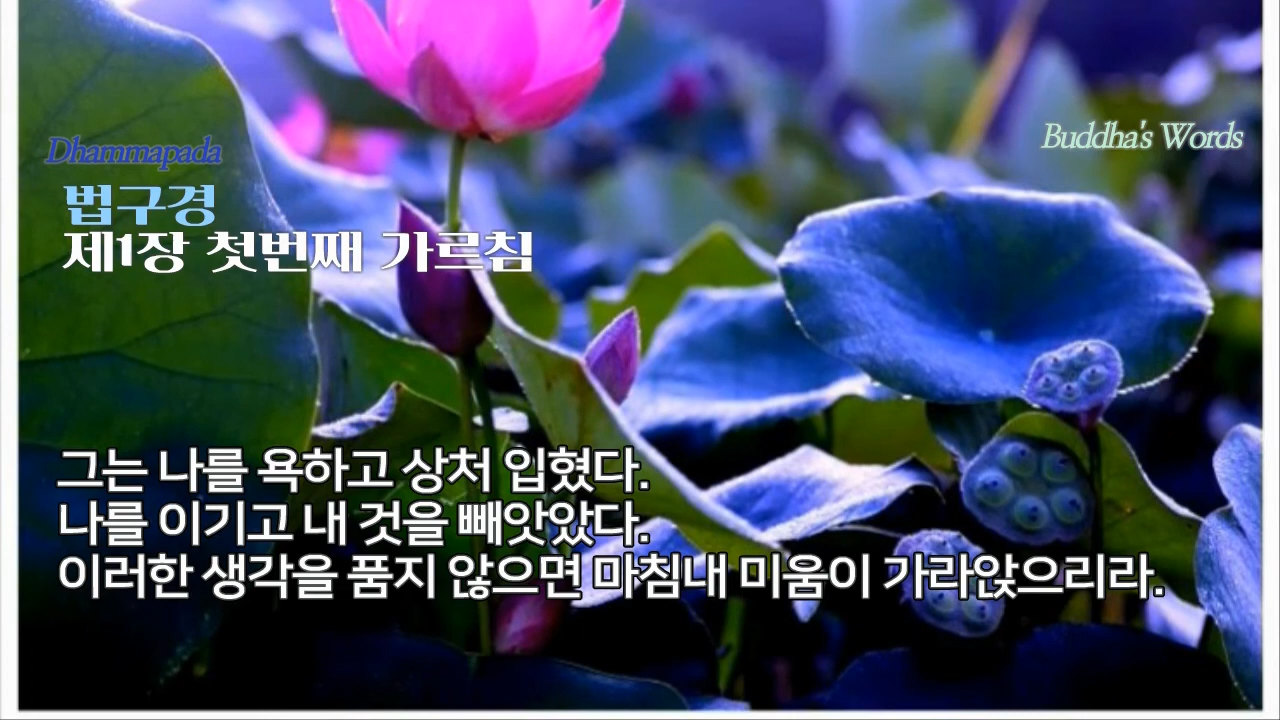 Dhammapada
Buddha's Words
법구경
제1장 첫번째 가르침
그는 나를 욕하고 상처 입혔다.
나를 이기고 내 것을 빼앗았다.
이러한 생각을 품지 않으면 마침내 미움이 가라앉으리라.